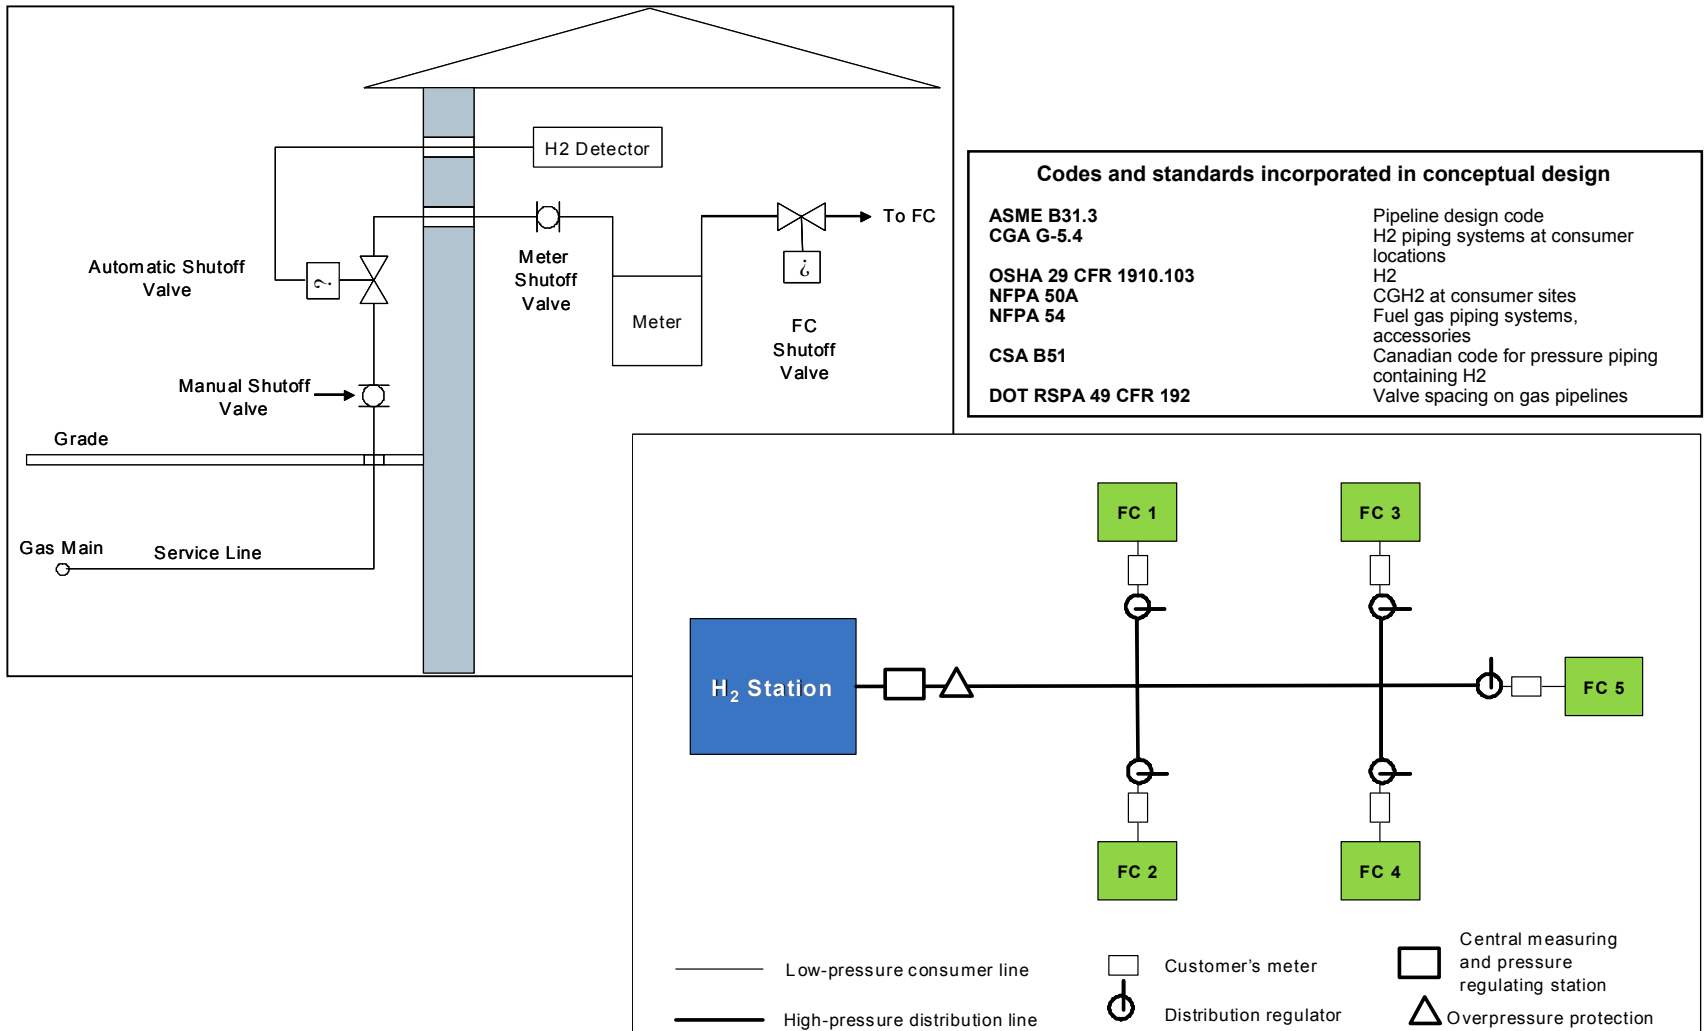 H2 Detector
To FC
Automatic Shutoff
Valve
?
Meter
Shutoff
Valve
¿
Meter
FC
Shutoff
Valve
Manual Shutoff
Valve
Grade
Gas Main
Service Line
Codes and standards incorporated in conceptual design
ASME B31.3 Pipeline design code
CGA G-5.4 H2 piping systems at consumer
locations
OSHA 29 CFR 1910.103 H2
NFPA 50A CGH2 at consumer sites
NFPA 54 Fuel gas piping systems,
accessories
CSA B51 Canadian code for pressure piping
containing H2
DOT RSPA 49 CFR 192 Valve spacing on gas pipelines
FC 1
FC 3
H2 Station
FC 5
FC 2
FC 4
Low-pressure consumer line
High-pressure distribution line
Customer's meter
Distribution regulator
Central measuring
and pressure
regulating station
Overpressure protection